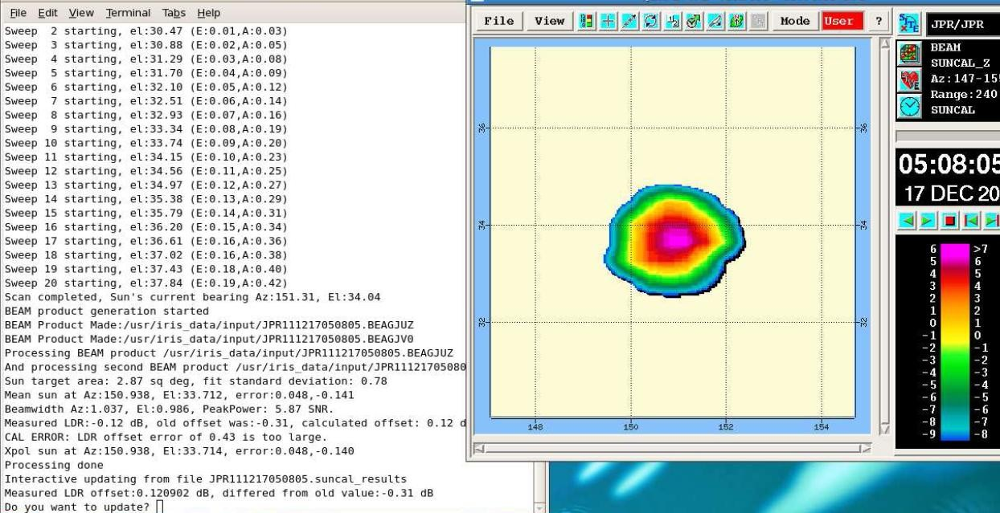 File Edit View Terminal Tabs Help
Sweep 2 starting, el:30.47 (E:0.01,A:0.03)
Sweep 3 starting, el:30.88 (E:0.02,A:0.05)
Sweep 4 starting, el:31.29 (E:0.03,A:0.08)
Sweep 5 starting, el:31.70 (E:0.04,A:0.09)
Sweep 6 starting, el:32.10 (E:0.05,A:0.12)
Sweep 7 starting, el:32.51 (E:0.06,A:0.14)
Sweep 8 starting, el:32.93 (E:0.07,A:0.16)
Sweep 9 starting, el:33.34 (E:0.08,A:0.19)
Sweep 10 starting, el:33.74 (E:0.09,A:0.20)
Sweep 11 starting, el:34.15 (E:0.10,A:0.23)
Sweep 12 starting, el:34.56 (E:0.11,A:0.25)
Sweep 13 starting, el:34.97 (E:0.12,A:0.27)
Sweep 14 starting, el:35.38 (E:0.13,A:0.29)
Sweep 15 starting, el:35.79 (E:0.14,A:0.31)
Sweep 16 starting, el:36.20 (E:0.15,A:0.34)
Sweep 17 starting, el:36.61 (E:0.16,A:0.36)
Sweep 18 starting, el:37.02 (E:0.16,A:0.38)
Sweep 19 starting, el:37.43 (E:0.18,A:0.40)
Sweep 20 starting, el:37.84 (E:0.19,A:0.42)
Scan completed, Sun's current bearing Az:151.31, El:34.04
BEAM product generation started
BEAM Product Made:/usr/iris_data/input/JPR111217050805.BEAGJUZ
BEAM Product Made:/usr/iris_data/input/JPR111217050805.BEAGJV0
Processing BEAM product /usr/iris_data/input/JPR111217050805.BEAGJUZ
And processing second BEAM product /usr/iris_data/input/JPR11121705080
Sun target area: 2.87 sq deg, fit standard deviation: 0.78
Mean sun at Az:150.938, El:33.712, error:0.048,-0.141
Beamwidth Az:1.037, El:0.986, PeakPower: 5.87 SNR.
Measured LDR:-0.12 dB, old offset was:-0.31, calculated offset: 0.12 d
CAL ERROR: LDR offset error of 0.43 is too large.
Xpol sun at Az:150.938, El:33.714, error:0.048,-0.140
Processing done
Interactive updating from file JPR111217050805.suncal_results
Measured LDR offset:0.120902 dB, differed from old value:-0.31 dB
Do you want to update?
File View Mode User ?
36 36
34 34
32 32
148 150 152 154
JPR/JPR
BEAM
SUNCAL_Z
Az:147-15
Range:240
SUNCAL
05:08:05
17 DEC 20
6 >7
5 6
4 5
3 4
2 3
1 2
0 1
-1 0
-2 -1
-3 -2
-4 -3
-5 -4
-6 -5
-7 -6
-8 -7
-9 -8